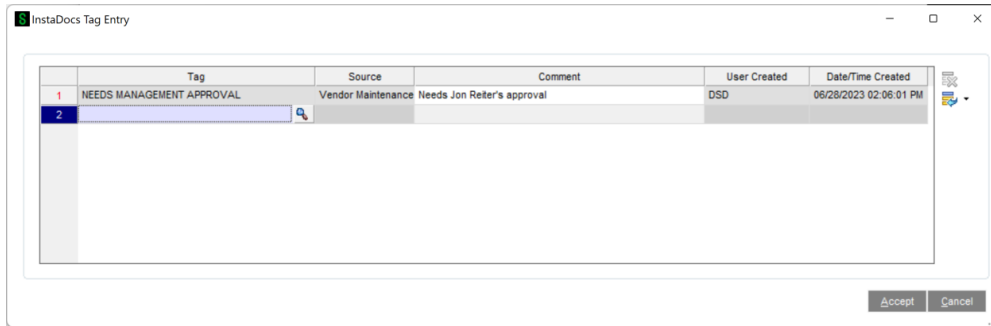 S InstaDocs Tag Entry
Tag Source Comment User Created Date/Time Created
1 NEEDS MANAGEMENT APPROVAL Vendor Maintenance Needs Jon Reiter's approval DSD 06/28/2023 02:06:01 PM
2
Accept Cancel